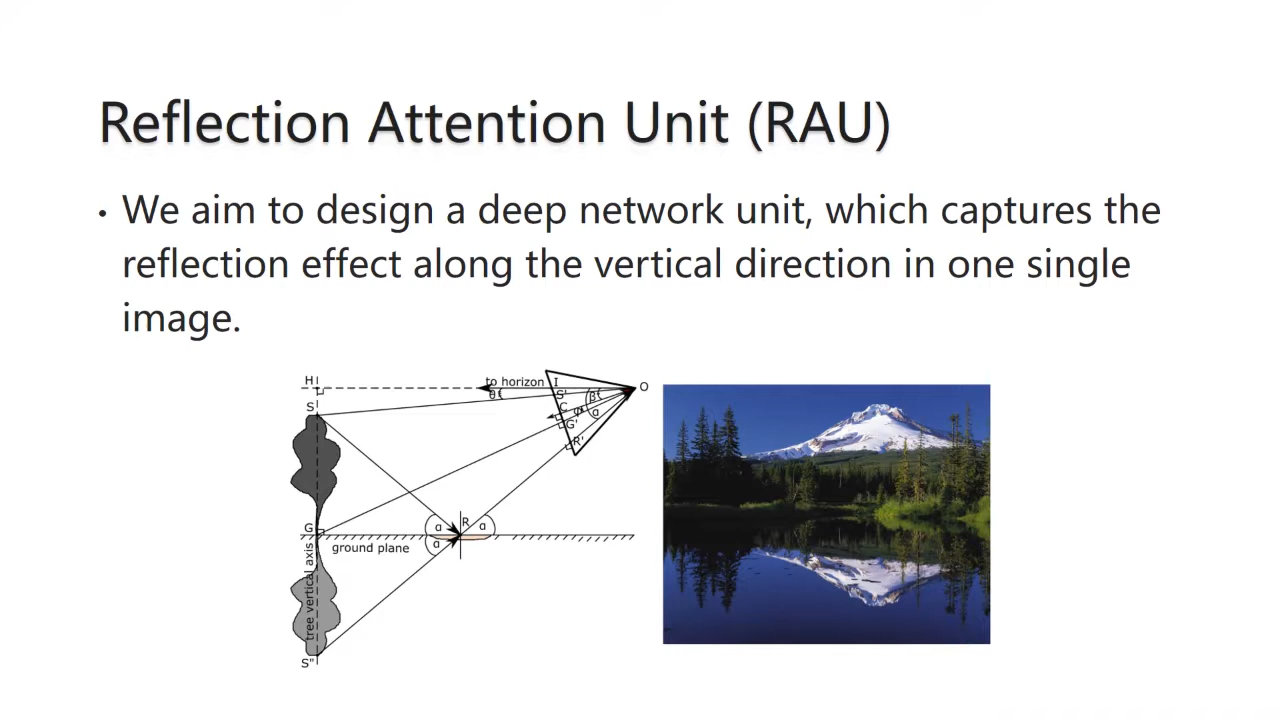 Reflection Attention Unit (RAU)
• We aim to design a deep network unit, which captures the
reflection effect along the vertical direction in one single
image.
H
to horizon
I
O
S'
S
C
G'
R'
α
G
α
R
α
α
ground plane
tree vertical axis
S"